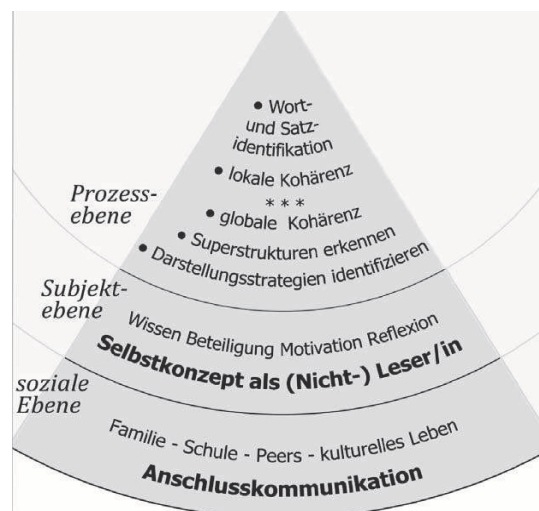 • Wort-
und Satz-
identifikation
• lokale Kohärenz
* * *
• globale Kohärenz
• Superstrukturen erkennen
• Darstellungsstrategien identifizieren
Prozess-
ebene
Subjekt-
ebene
Wissen Beteiligung Motivation Reflexion
Selbstkonzept als (Nicht-) Leser/in
soziale
Ebene
Familie - Schule - Peers - kulturelles Leben
Anschlusskommunikation